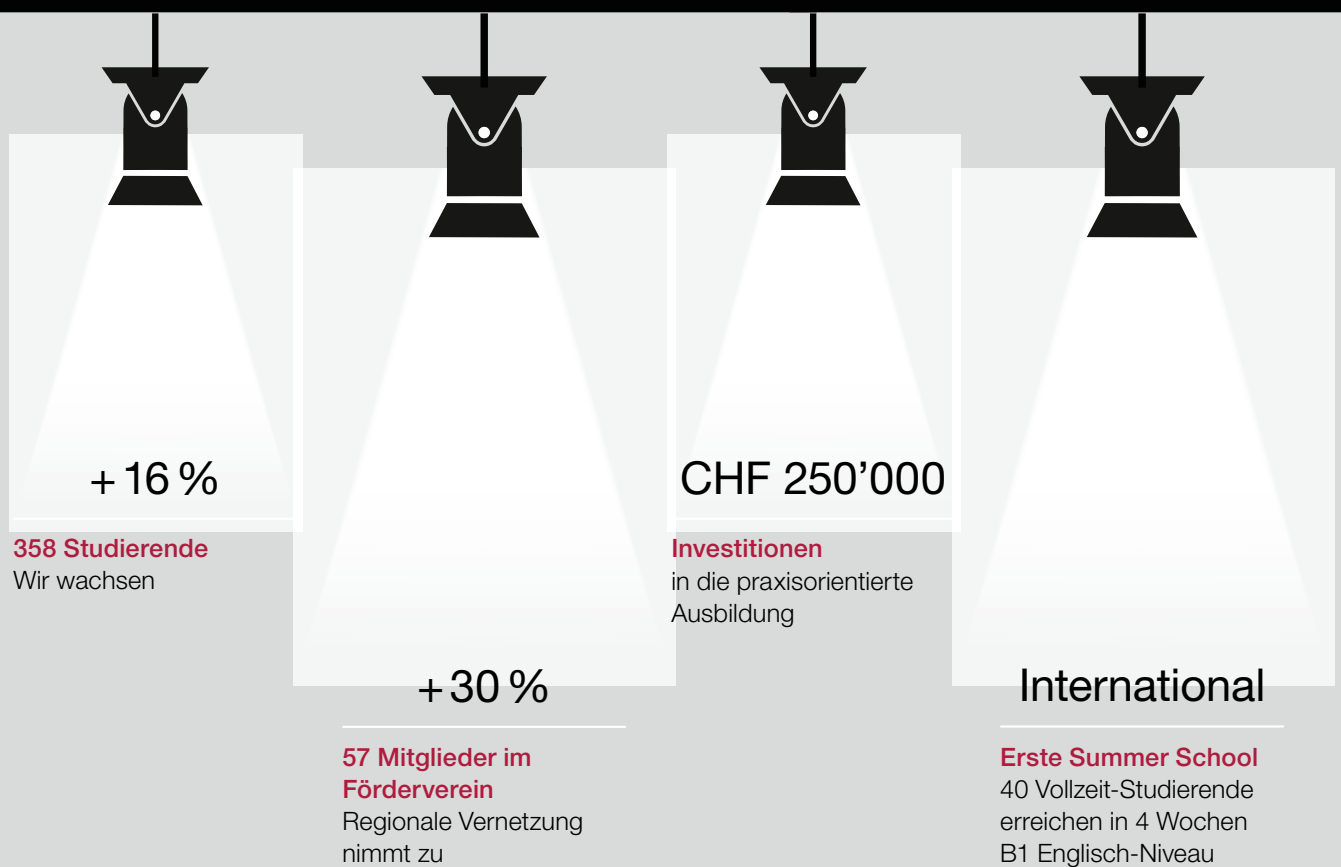 + 16 %
358 Studierende
Wir wachsen
+ 30 %
57 Mitglieder im
Förderverein
Regionale Vernetzung
nimmt zu
CHF 250’000
Investitionen
in die praxisorientierte
Ausbildung
International
Erste Summer School
40 Vollzeit-Studierende
erreichen in 4 Wochen
B1 Englisch-Niveau